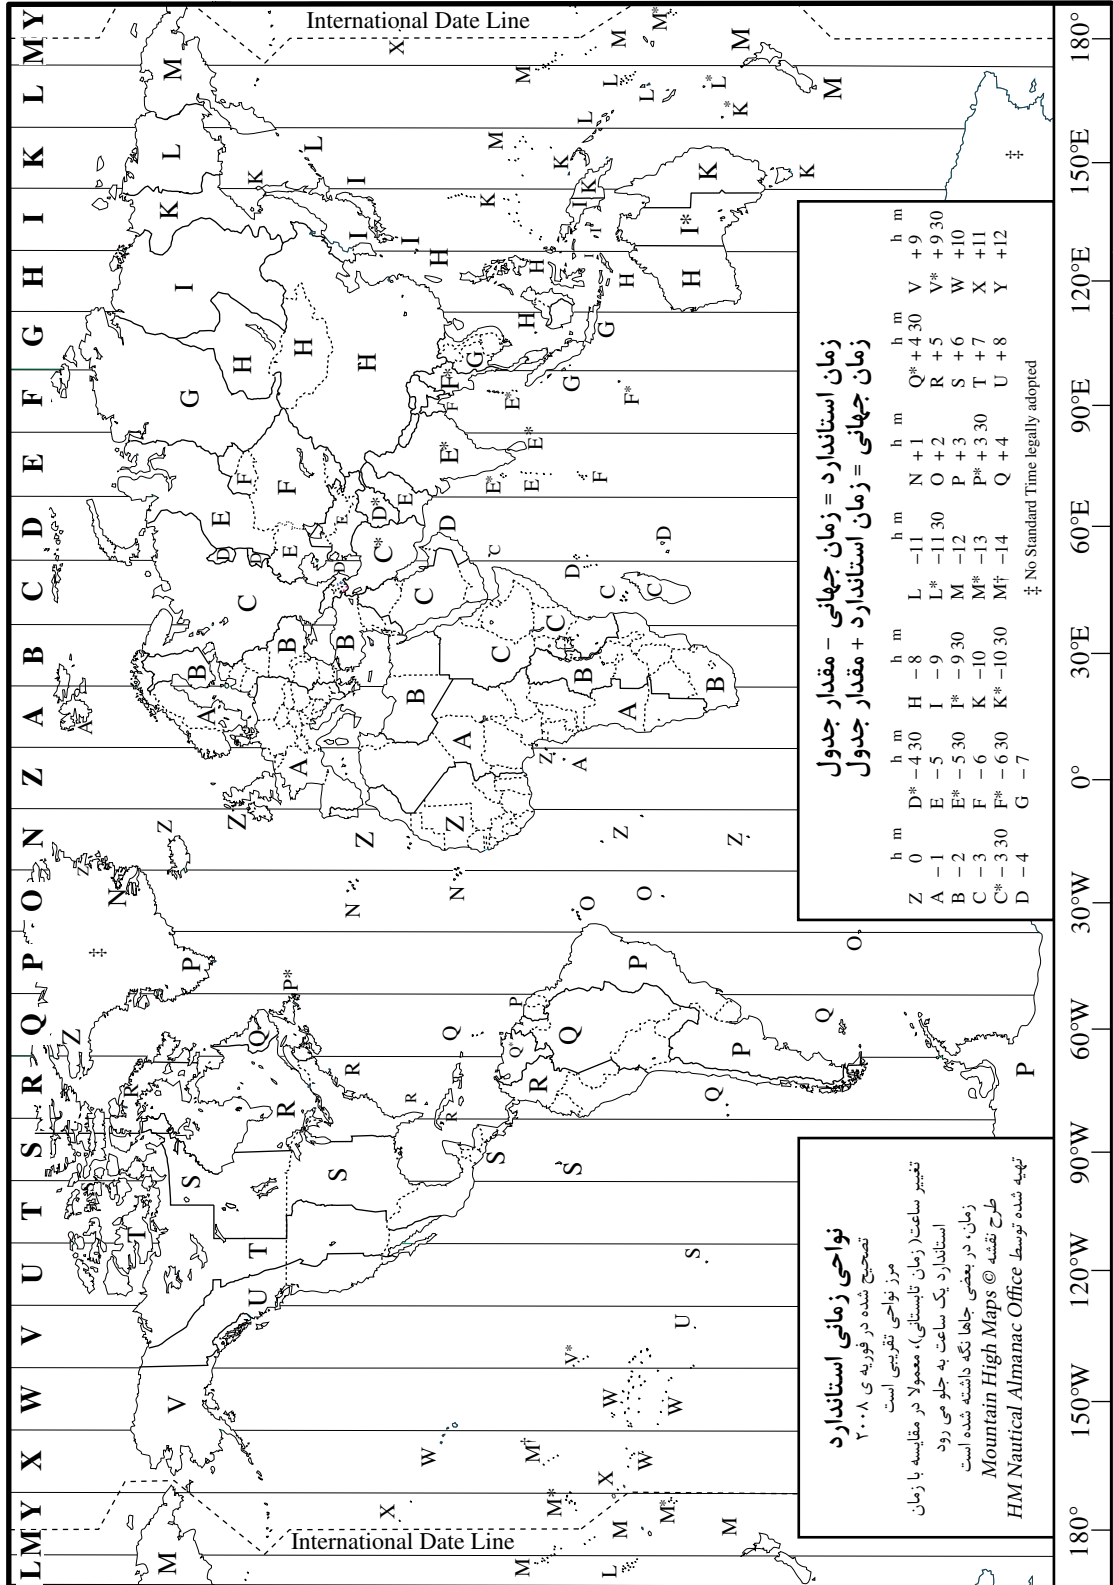 L M Y X W V U T S R Q P O N Z A B C D E F G H I K L M Y
International Date Line
International Date Line
M V U T T S R R Q Z ‡ P P* N Z Z Z
A A B B C D D E E F F G H H H I K L K M
X W V* W W X M† M* M* M M L M
U S S S S R R R Q Q Q* R Q P P P Q Q P
N N O O O Z Z Z Z Z A A A A B B B B C C C C C
C* D* D D D E E E* E* E* E* E F F* F F F*
G G G H H H H H I I I I I I* K K K K K K* L L L L* M M M M M M* X
نواحی زمانی استاندارد
تصحیح شده در فوریه ی ۲۰۰۸
مرز نواحی تقریبی است
تغییر ساعت( زمان تابستانی)، معمولا در مقایسه با زمان
استاندارد یک ساعت به جلو می رود
زمان، در بعضی جاها نگه داشته شده است
طرح نقشه © Mountain High Maps
تهیه شده توسط HM Nautical Almanac Office
زمان استاندارد = زمان جهانی – مقدار جدول
زمان جهانی = زمان استاندارد + مقدار جدول
h m h m h m h m h m h m h m
Z 0 D* – 4 30 H – 8 L –11 N + 1 Q* + 4 30 V + 9
A – 1 E – 5 I – 9 L* –11 30 O + 2 R + 5 V* + 9 30
B – 2 E* – 5 30 I* – 9 30 M –12 P + 3 S + 6 W +10
C – 3 F – 6 K –10 M* –13 P* + 3 30 T + 7 X +11
C* – 3 30 F* – 6 30 K* –10 30 M† –14 Q + 4 U + 8 Y +12
D – 4 G – 7
‡ No Standard Time legally adopted
‡
180° 150°W 120°W 90°W 60°W 30°W 0° 30°E 60°E 90°E 120°E 150°E 180°